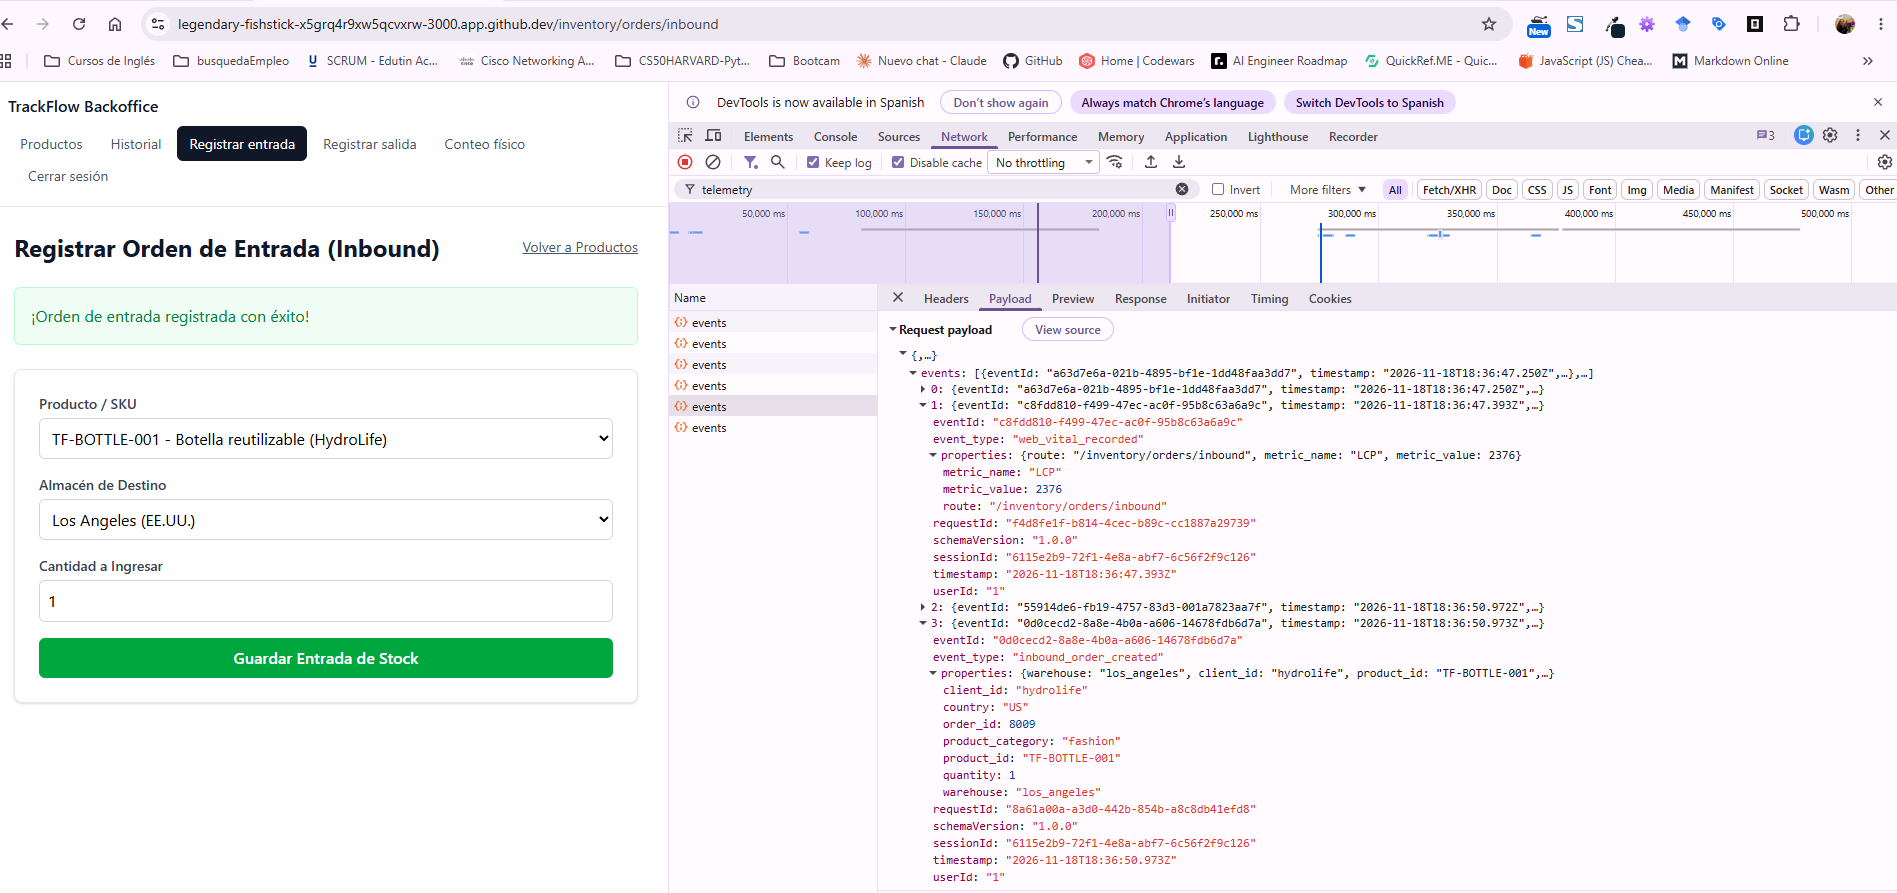 legendary-fishstick-x5grq4r9xw5qcvxrw-3000.app.github.dev/inventory/orders/inbound
New
Cursos de Inglés
busquedaEmpleo
SCRUM - Edutin Ac...
Cisco Networking A...
CS50HARVARD-Pyt...
Bootcam
Nuevo chat - Claude
GitHub
Home | Codewars
AI Engineer Roadmap
QuickRef.ME - Quic...
JavaScript (JS) Chea...
Markdown Online
»
TrackFlow Backoffice
Productos
Historial
Registrar entrada
Registrar salida
Conteo físico
Cerrar sesión
Registrar Orden de Entrada (Inbound)
Volver a Productos
¡Orden de entrada registrada con éxito!
Producto / SKU
TF-BOTTLE-001 - Botella reutilizable (HydroLife)
Almacén de Destino
Los Angeles (EE.UU.)
Cantidad a Ingresar
1
Guardar Entrada de Stock
DevTools is now available in Spanish
Don't show again
Always match Chrome's language
Switch DevTools to Spanish
Elements
Console
Sources
Network
Performance
Memory
Application
Lighthouse
Recorder
3
Keep log
Disable cache
No throttling
telemetry
Invert
More filters
All
Fetch/XHR
Doc
CSS
JS
Font
Img
Media
Manifest
Socket
Wasm
Other
50,000 ms
100,000 ms
150,000 ms
200,000 ms
250,000 ms
300,000 ms
350,000 ms
400,000 ms
450,000 ms
500,000 ms
Name
events
events
events
events
events
events
Headers
Payload
Preview
Response
Initiator
Timing
Cookies
Request payload
View source
{,…}
events: [{eventId: "a63d7e6a-021b-4895-bf1e-1dd48faa3dd7", timestamp: "2026-11-18T18:36:47.250Z",…},…]
0: {eventId: "a63d7e6a-021b-4895-bf1e-1dd48faa3dd7", timestamp: "2026-11-18T18:36:47.250Z",…}
1: {eventId: "c8fdd810-f499-47ec-ac0f-95b8c63a6a9c", timestamp: "2026-11-18T18:36:47.393Z",…}
eventId: "c8fdd810-f499-47ec-ac0f-95b8c63a6a9c"
event_type: "web_vital_recorded"
properties: {route: "/inventory/orders/inbound", metric_name: "LCP", metric_value: 2376}
metric_name: "LCP"
metric_value: 2376
route: "/inventory/orders/inbound"
requestId: "f4d8fe1f-b814-4cec-b89c-cc1887a29739"
schemaVersion: "1.0.0"
sessionId: "6115e2b9-72f1-4e8a-abf7-6c56f2f9c126"
timestamp: "2026-11-18T18:36:47.393Z"
userId: "1"
2: {eventId: "55914de6-fb19-4757-83d3-001a7823aa7f", timestamp: "2026-11-18T18:36:50.972Z",…}
3: {eventId: "0d0cecd2-8a8e-4b0a-a606-14678fdb6d7a", timestamp: "2026-11-18T18:36:50.973Z",…}
eventId: "0d0cecd2-8a8e-4b0a-a606-14678fdb6d7a"
event_type: "inbound_order_created"
properties: {warehouse: "los_angeles", client_id: "hydrolife", product_id: "TF-BOTTLE-001",…}
client_id: "hydrolife"
country: "US"
order_id: 8009
product_category: "fashion"
product_id: "TF-BOTTLE-001"
quantity: 1
warehouse: "los_angeles"
requestId: "8a61a00a-a3d0-442b-854b-a8c8db41efd8"
schemaVersion: "1.0.0"
sessionId: "6115e2b9-72f1-4e8a-abf7-6c56f2f9c126"
timestamp: "2026-11-18T18:36:50.973Z"
userId: "1"